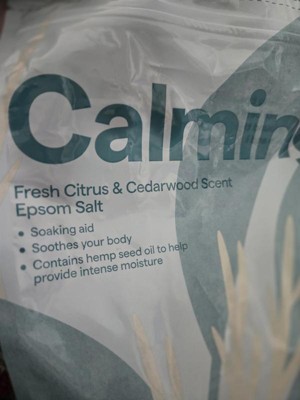 Calmin
Fresh Citrus & Cedarwood Scent
Epsom Salt
• Soaking aid
• Soothes your body
• Contains hemp seed oil to help
provide intense moisture